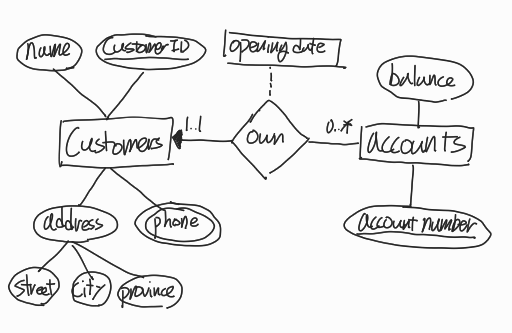 name
CustomerID
opening date
balance
Customers
1..1
own
0..*
accounts
address
phone
account number
street
city
province